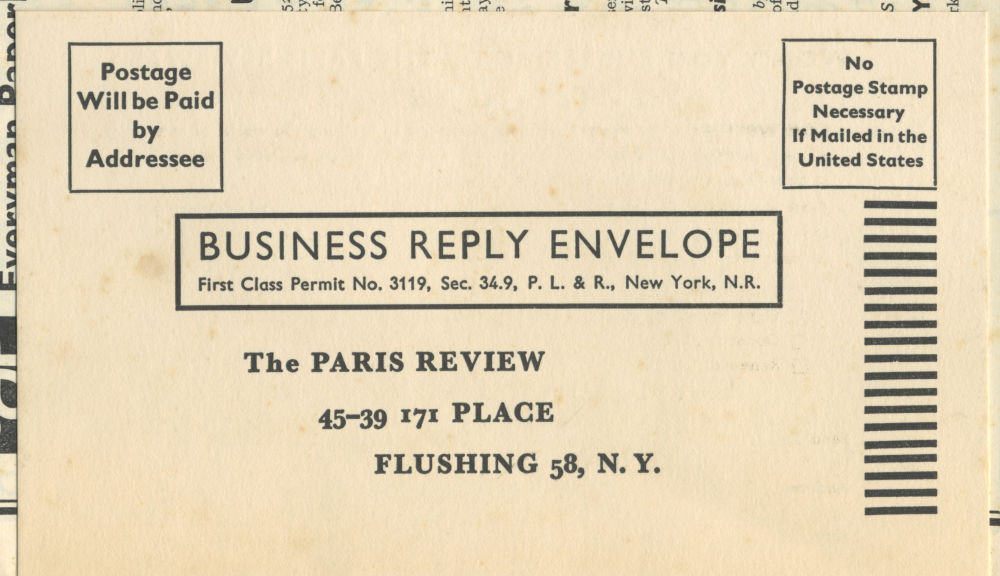 Postage
Will be Paid
by
Addressee
No
Postage Stamp
Necessary
If Mailed in the
United States
BUSINESS REPLY ENVELOPE
First Class Permit No. 3119, Sec. 34.9, P. L. & R., New York, N.R.
The PARIS REVIEW
45-39 171 PLACE
FLUSHING 58, N. Y.
Everyman Paper